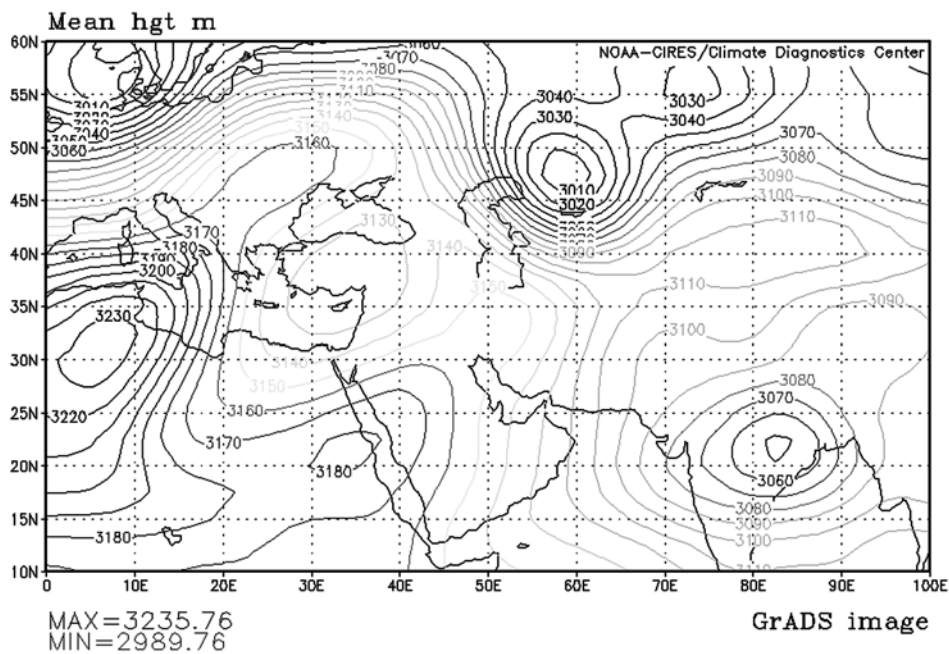 Mean hgt m
NOAA-CIRES/Climate Diagnostics Center
60N
55N
50N
45N
40N
35N
30N
25N
20N
15N
10N
3070
3080
3110
3140
3010
3040
3060
3160
3040
3030
3010
3020
3090
3030
3040
3070
3080
3090
3100
3110
3170
3180
3190
3200
3130
3140
3150
3110
3090
3100
3230
3220
3140
3150
3160
3170
3180
3180
3080
3070
3060
3080
3090
3100
0
10E
20E
30E
40E
50E
60E
70E
80E
90E
100E
MAX=3235.76
MIN=2989.76
GrADS image